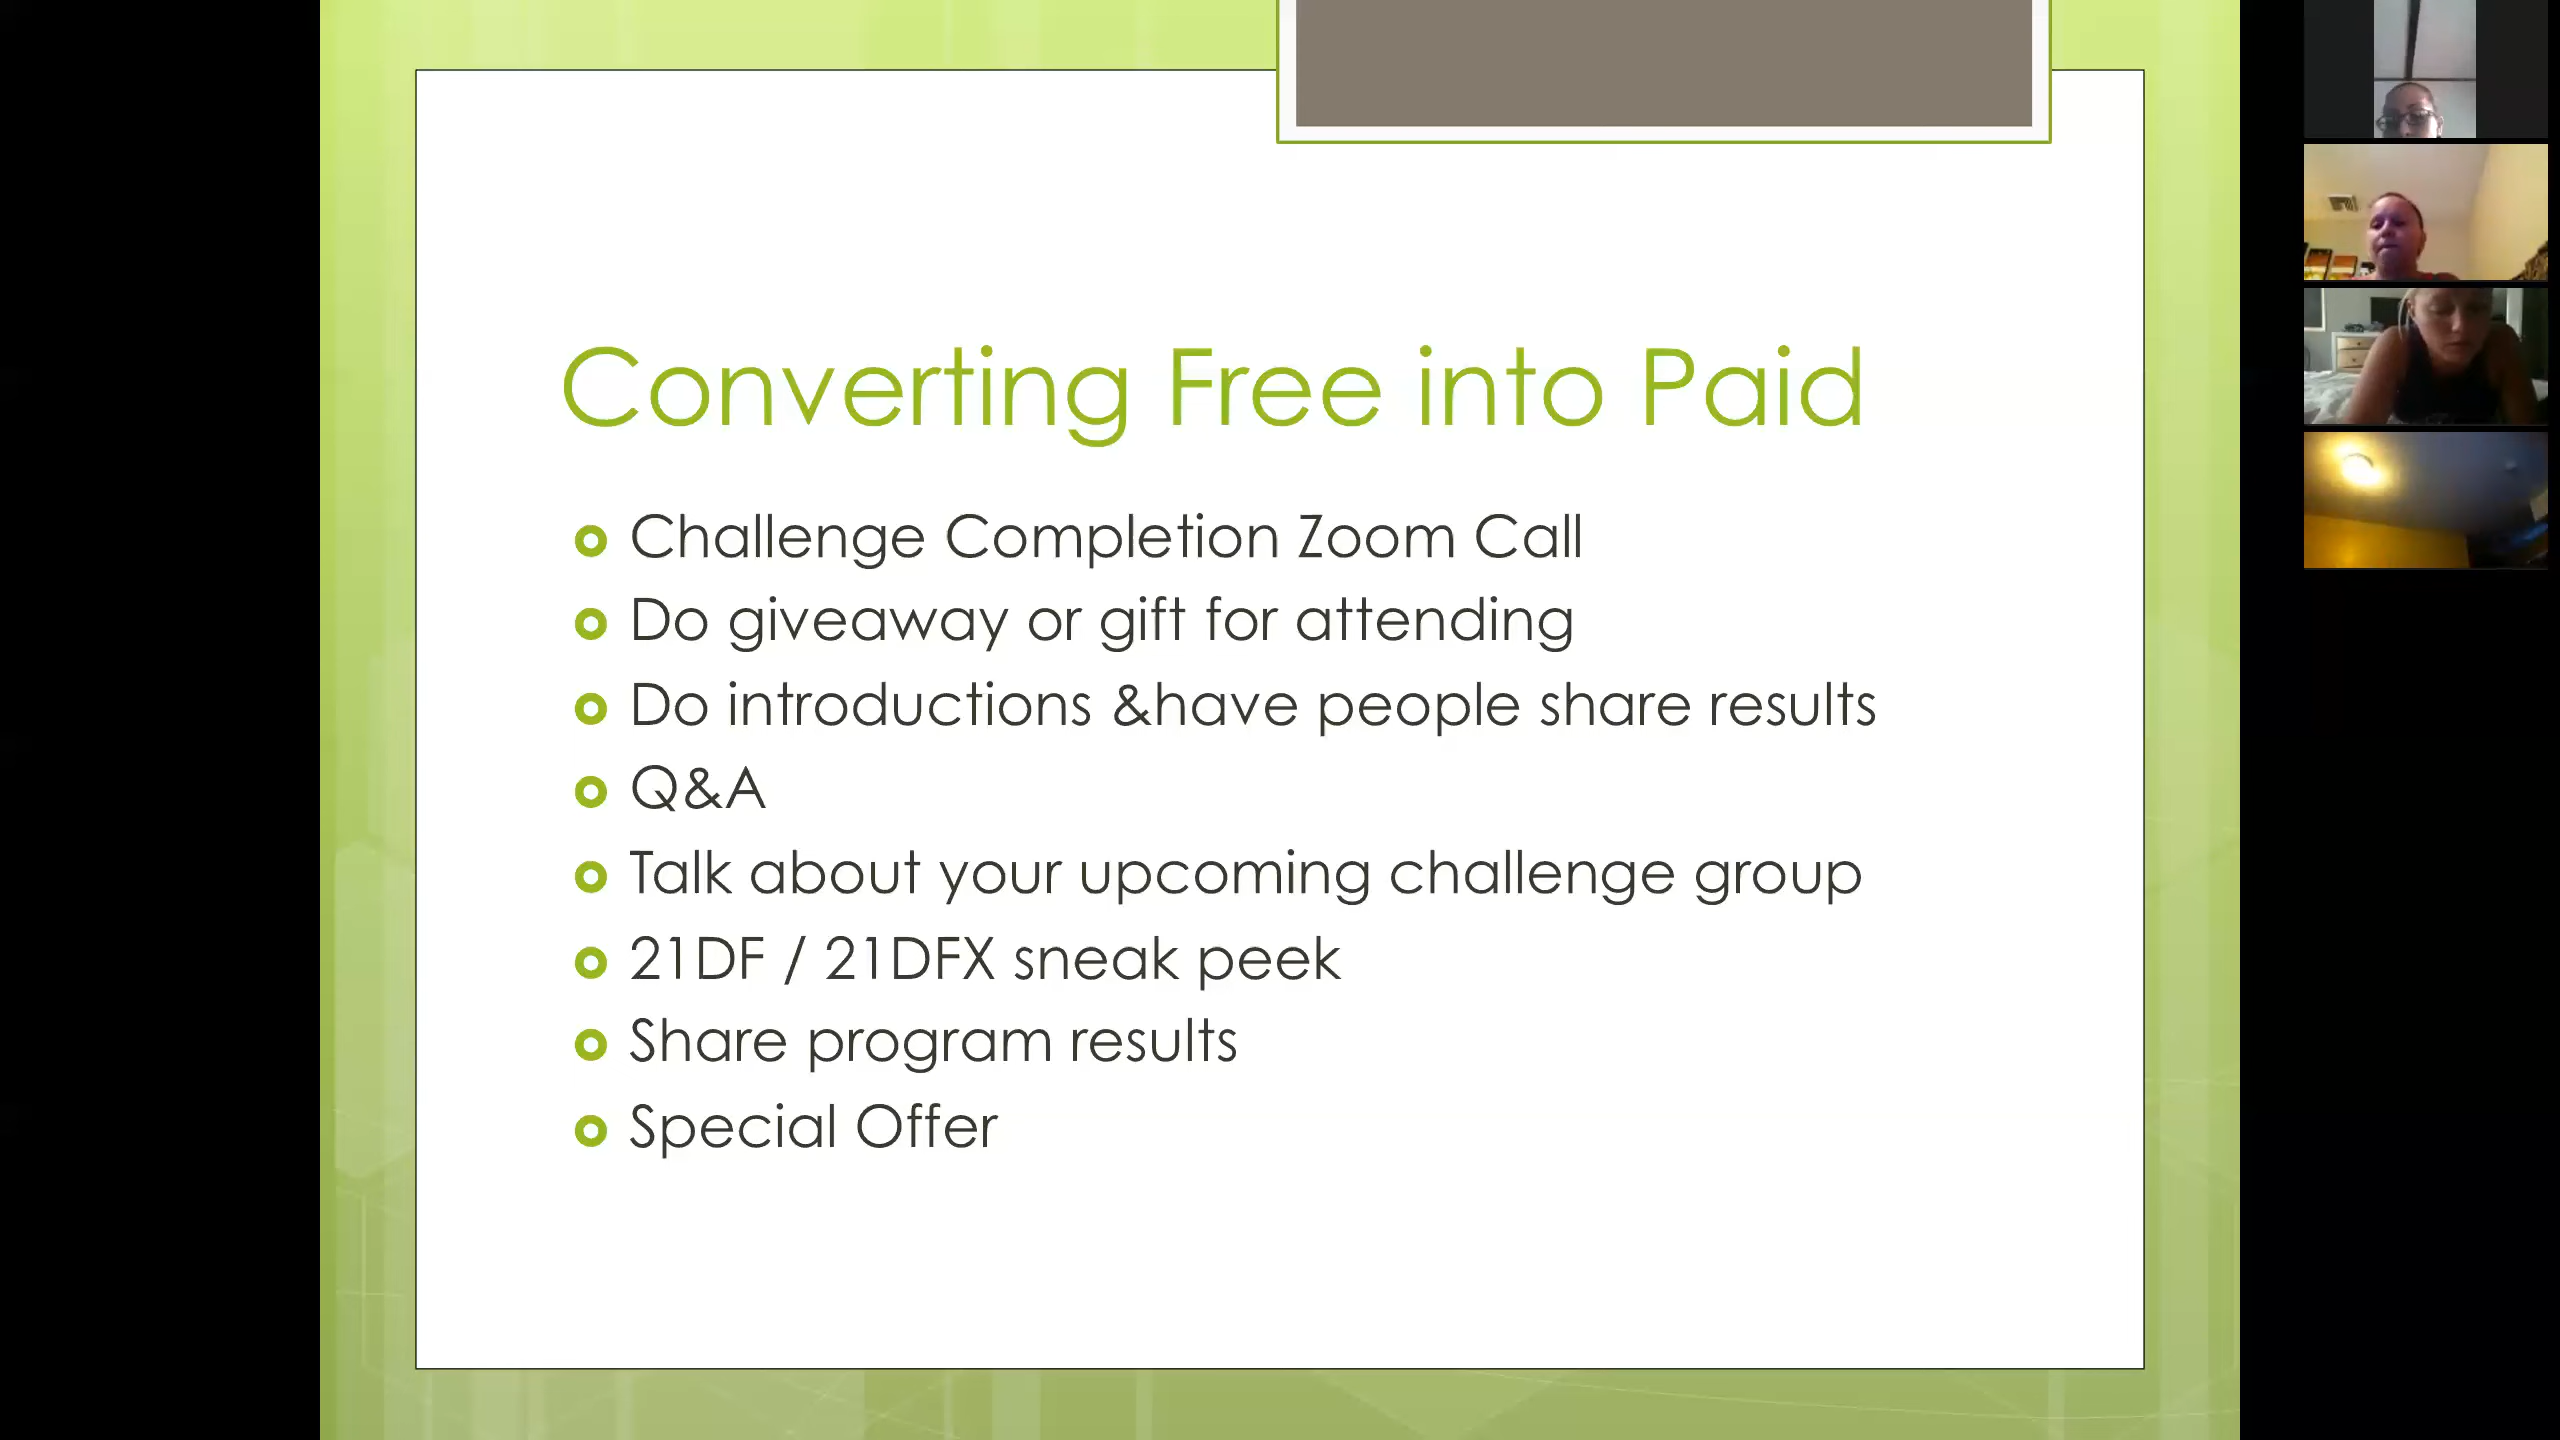 Converting Free into Paid
Challenge Completion Zoom Call
Do giveaway or gift for attending
Do introductions &have people share results
Q&A
Talk about your upcoming challenge group
21DF / 21DFX sneak peek
Share program results
Special Offer